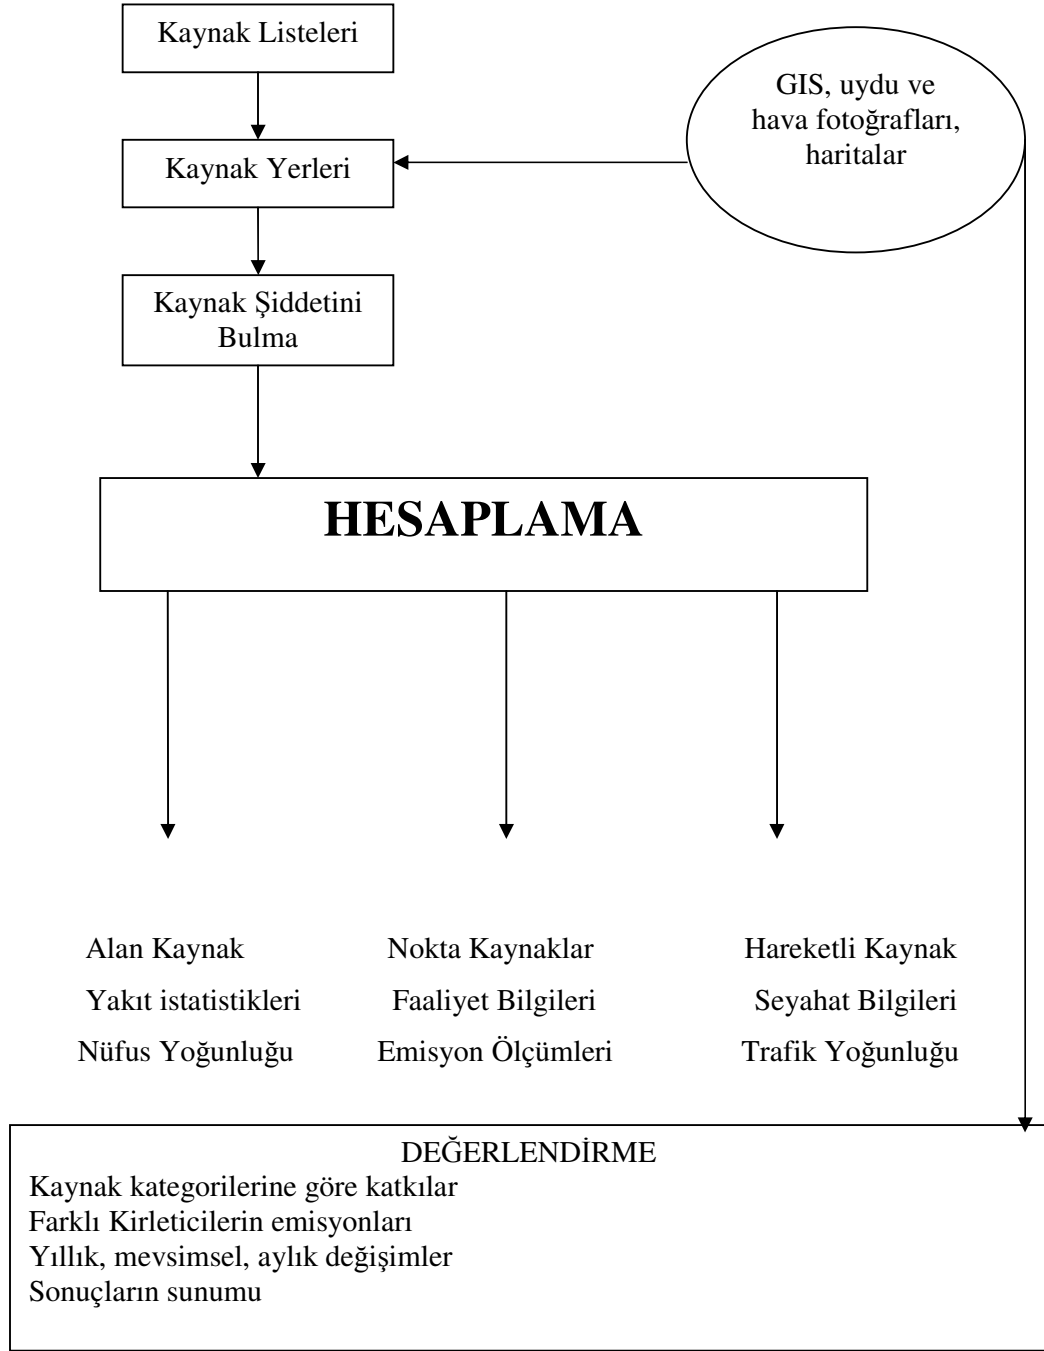 Kaynak Listeleri
GIS, uydu ve
hava fotoğrafları,
haritalar
Kaynak Yerleri
Kaynak Şiddetini
Bulma
HESAPLAMA
Alan Kaynak
Nokta Kaynaklar
Hareketli Kaynak
Yakıt istatistikleri
Faaliyet Bilgileri
Seyahat Bilgileri
Nüfus Yoğunluğu
Emisyon Ölçümleri
Trafik Yoğunluğu
DEĞERLENDİRME
Kaynak kategorilerine göre katkılar
Farklı Kirleticilerin emisyonları
Yıllık, mevsimsel, aylık değişimler
Sonuçların sunumu